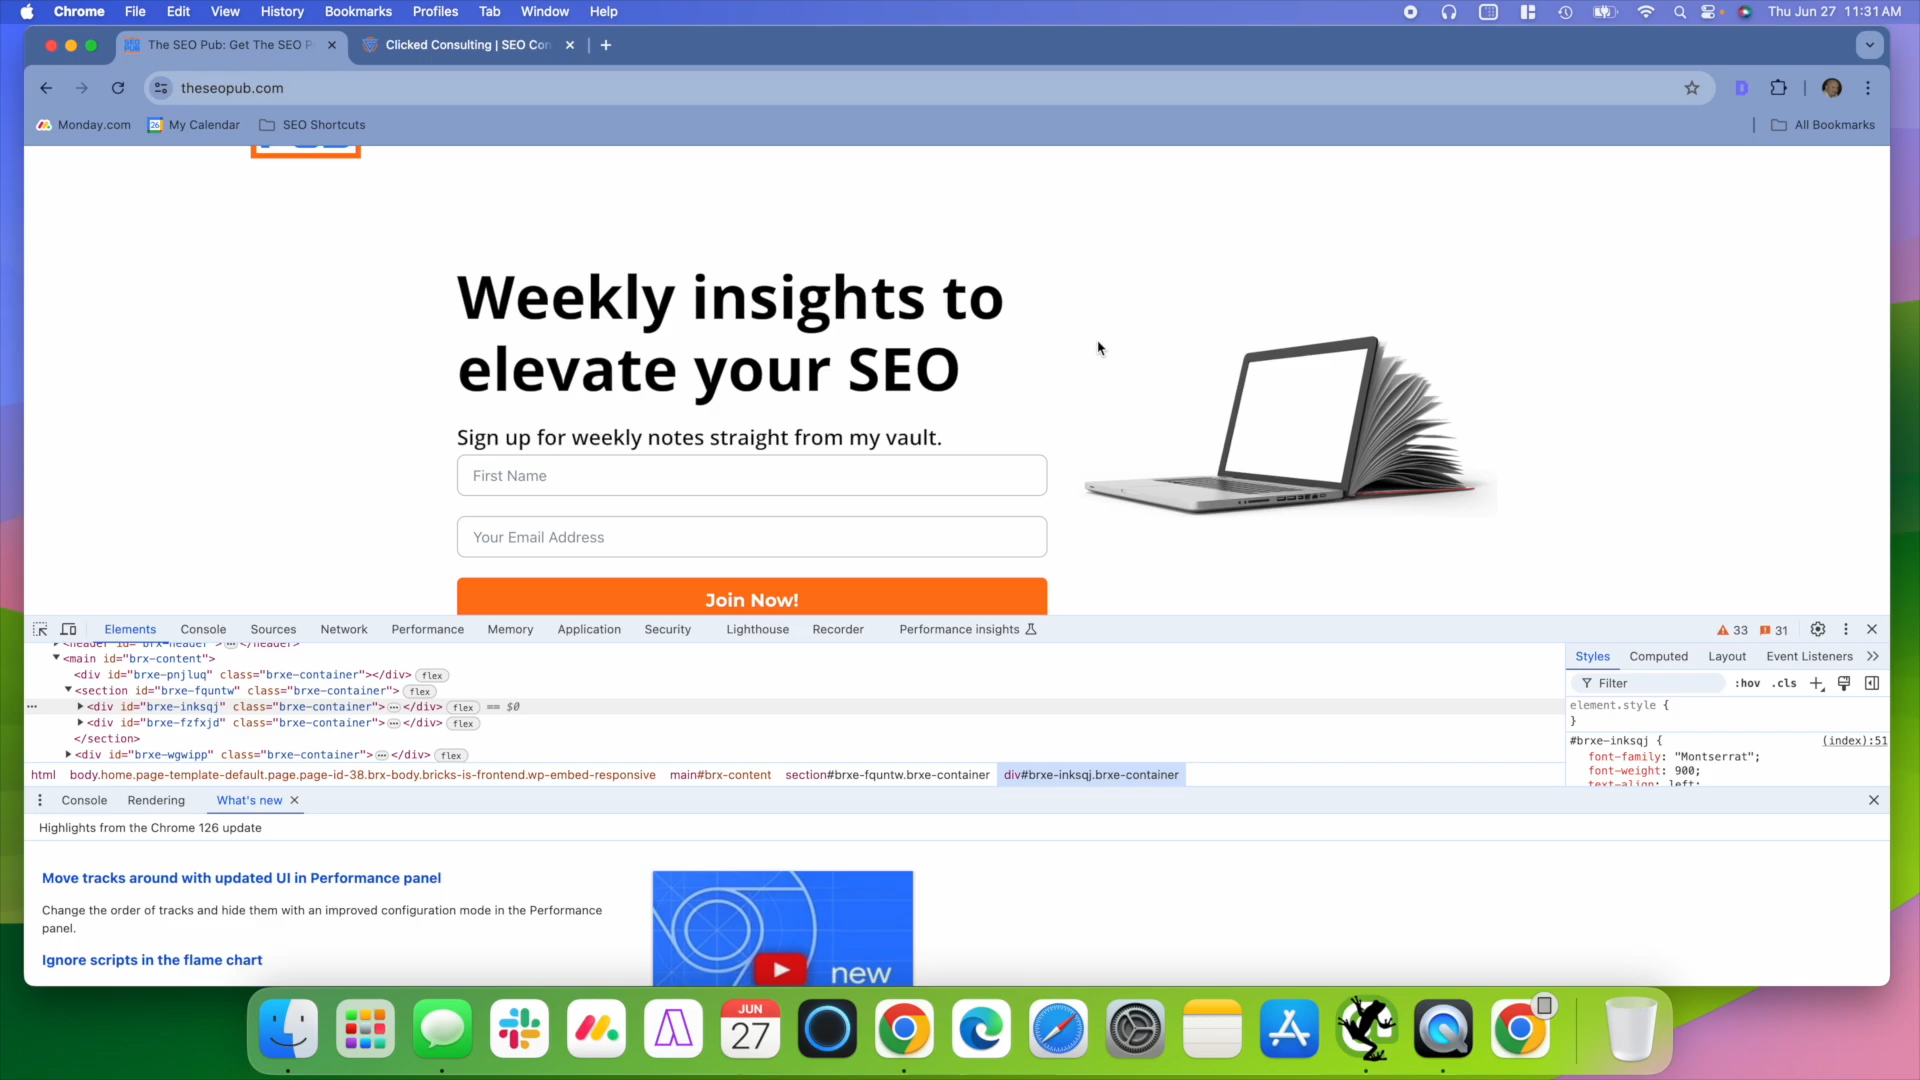 Chrome File Edit View History Bookmarks Profiles Tab Window Help
Thu Jun 27 11:31AM
The SEO Pub: Get The SEO P
Clicked Consulting | SEO Con
theseopub.com
D
Monday.com
26 My Calendar
SEO Shortcuts
All Bookmarks
Weekly insights to
elevate your SEO
Sign up for weekly notes straight from my vault.
First Name
Your Email Address
Join Now!
Elements Console Sources Network Performance Memory Application Security Lighthouse Recorder Performance insights
33 31
<header id="brx-header"> ⋯ </header>
<main id="brx-content">
<div id="brxe-pnjluq" class="brxe-container"></div> flex
<section id="brxe-fquntw" class="brxe-container"> flex
<div id="brxe-inksqj" class="brxe-container"> ⋯ </div> flex == $0
<div id="brxe-fzfxjd" class="brxe-container"> ⋯ </div> flex
</section>
<div id="brxe-wgwipp" class="brxe-container"> ⋯ </div> flex
html body.home.page-template-default.page.page-id-38.brx-body.bricks-is-frontend.wp-embed-responsive main#brx-content section#brxe-fquntw.brxe-container div#brxe-inksqj.brxe-container
Styles Computed Layout Event Listeners
Filter :hov .cls
element.style {
}
#brxe-inksqj { (index):51
font-family: "Montserrat";
font-weight: 900;
text-align: left;
Console Rendering What's new
Highlights from the Chrome 126 update
Move tracks around with updated UI in Performance panel
Change the order of tracks and hide them with an improved configuration mode in the Performance
panel.
Ignore scripts in the flame chart
new
JUN
27